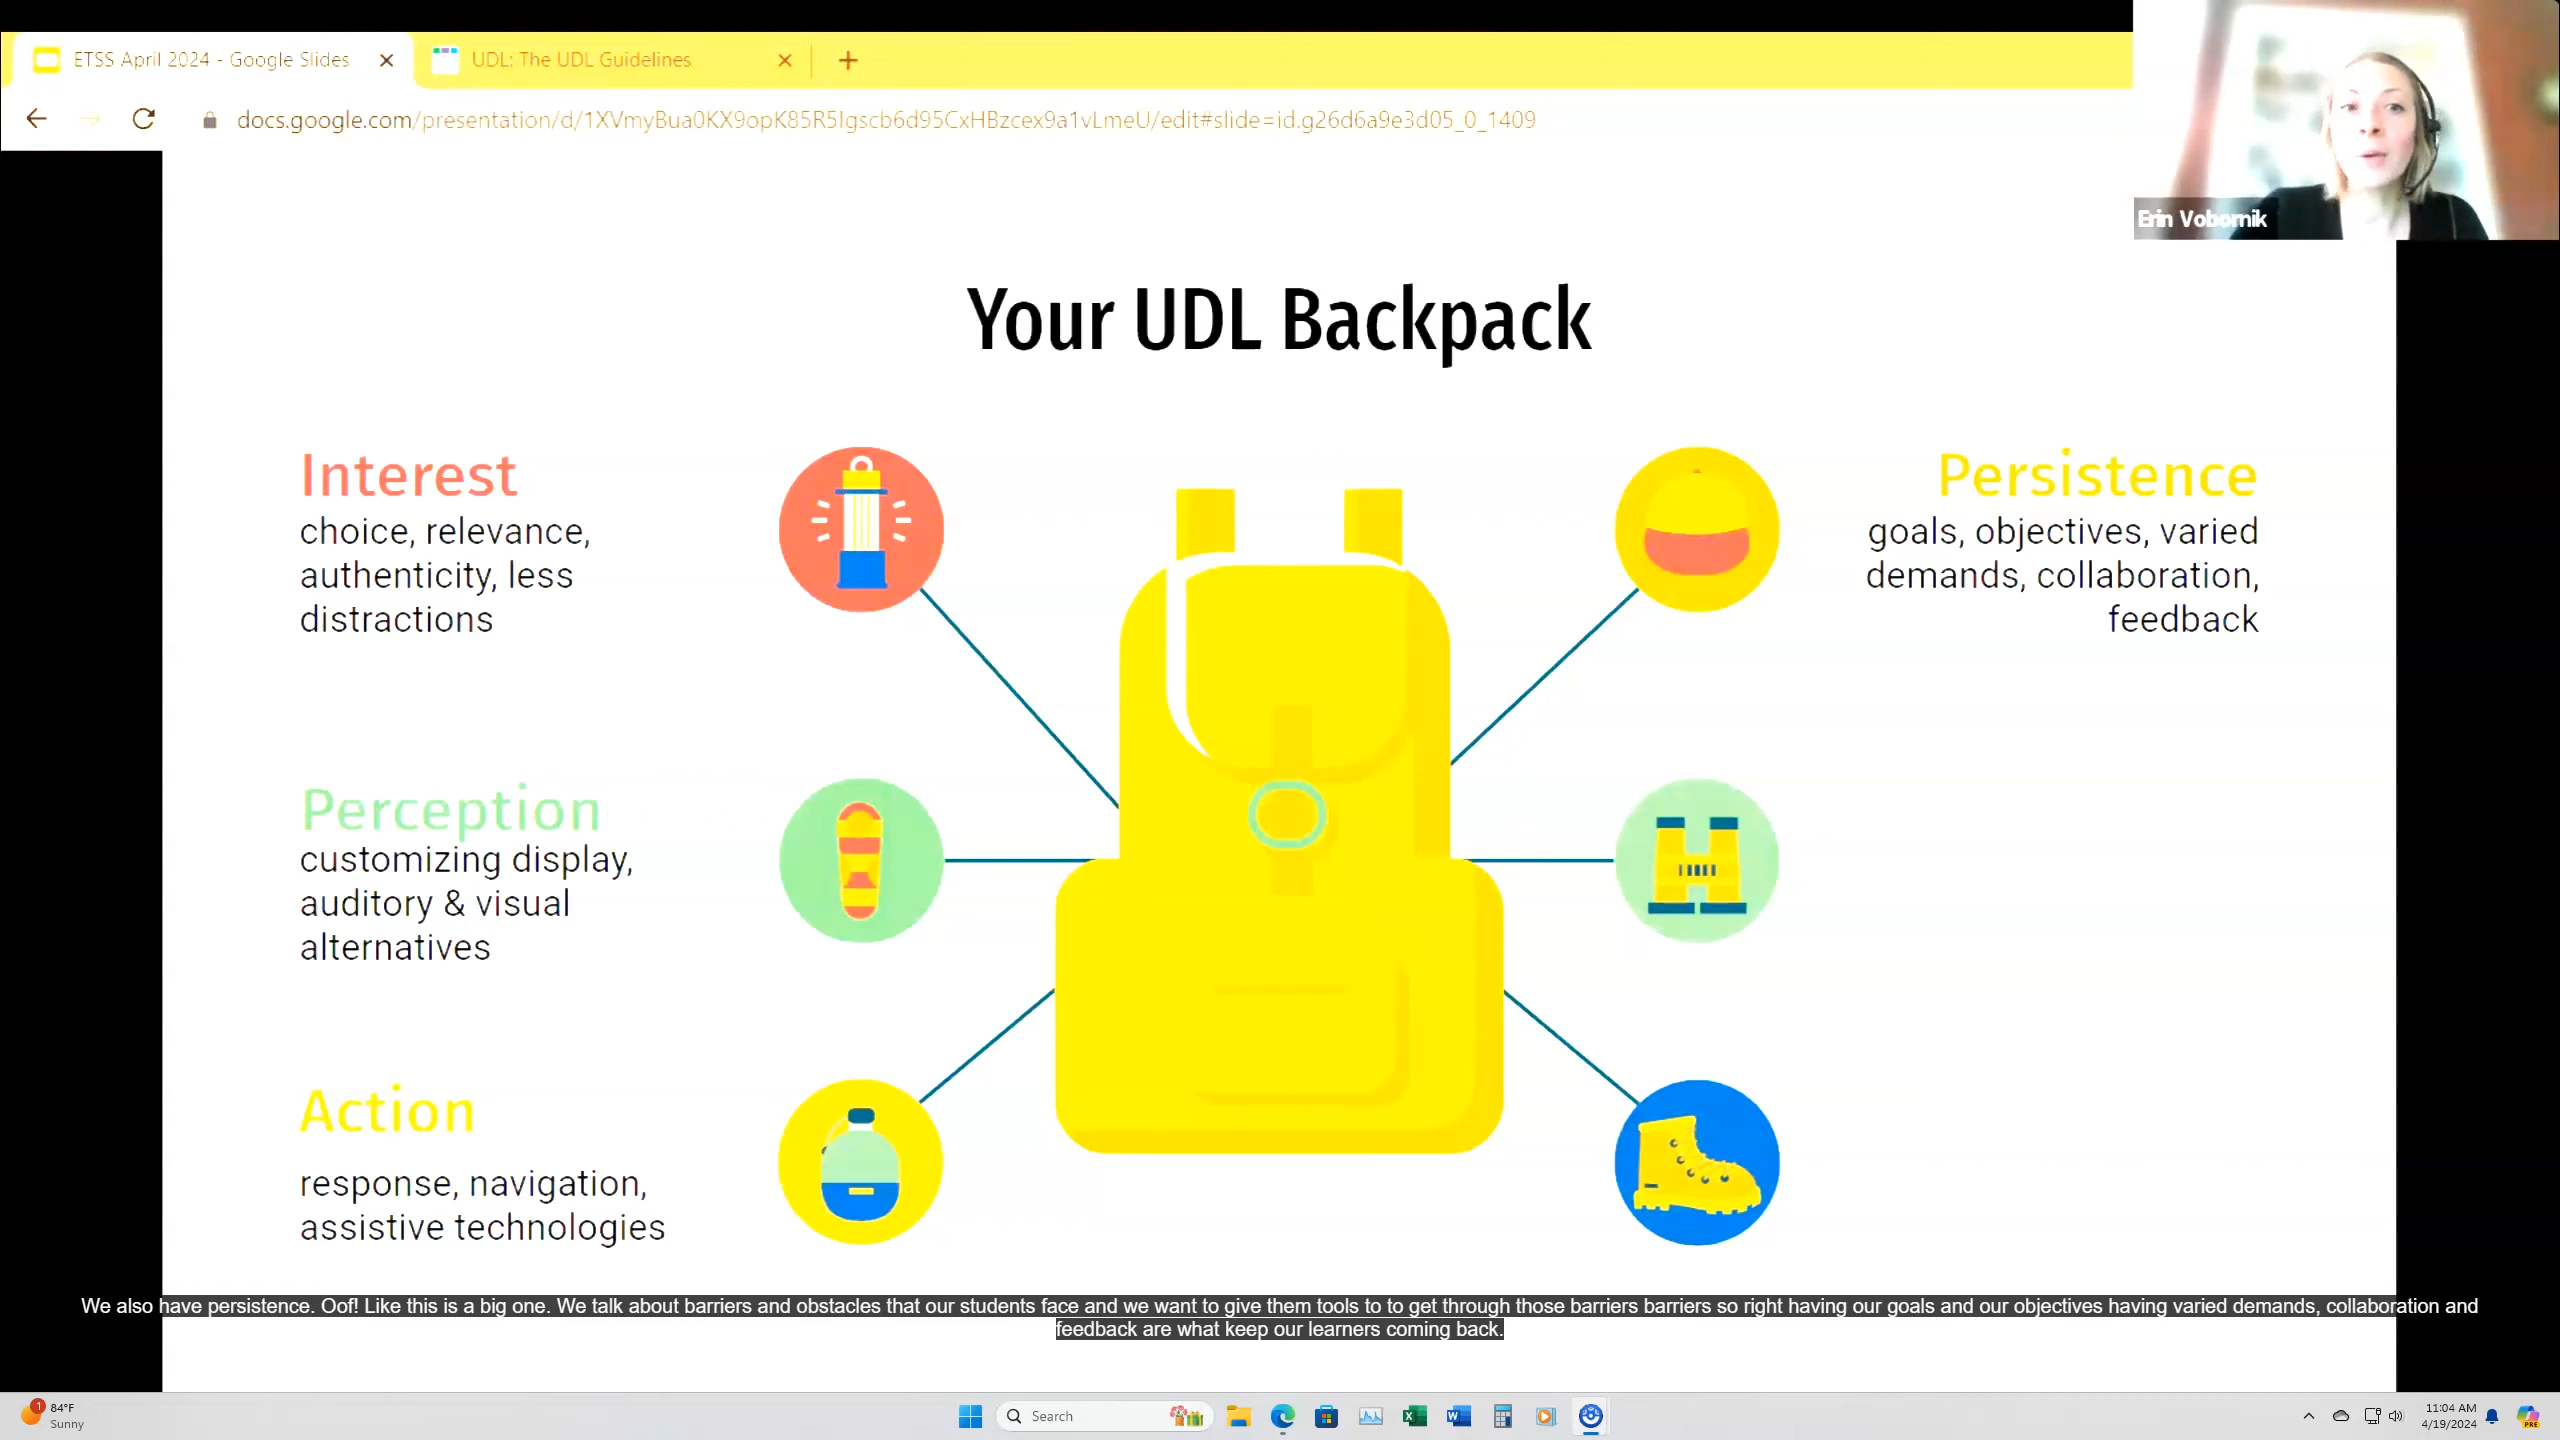 ETSS April 2024 - Google Slides
UDL: The UDL Guidelines
docs.google.com/presentation/d/1XVmyBua0KX9opK85R5Igscb6d95CxHBzcex9a1vLmeU/edit#slide=id.g26d6a9e3d05_0_1409
Erin Vobornik
Your UDL Backpack
Interest
choice, relevance,
authenticity, less
distractions
Persistence
goals, objectives, varied
demands, collaboration,
feedback
Perception
customizing display,
auditory & visual
alternatives
Action
response, navigation,
assistive technologies
We also have persistence. Oof! Like this is a big one. We talk about barriers and obstacles that our students face and we want to give them tools to to get through those barriers barriers so right having our goals and our objectives having varied demands, collaboration and
feedback are what keep our learners coming back.
1
84°F
Sunny
Search
11:04 AM
4/19/2024
PRE